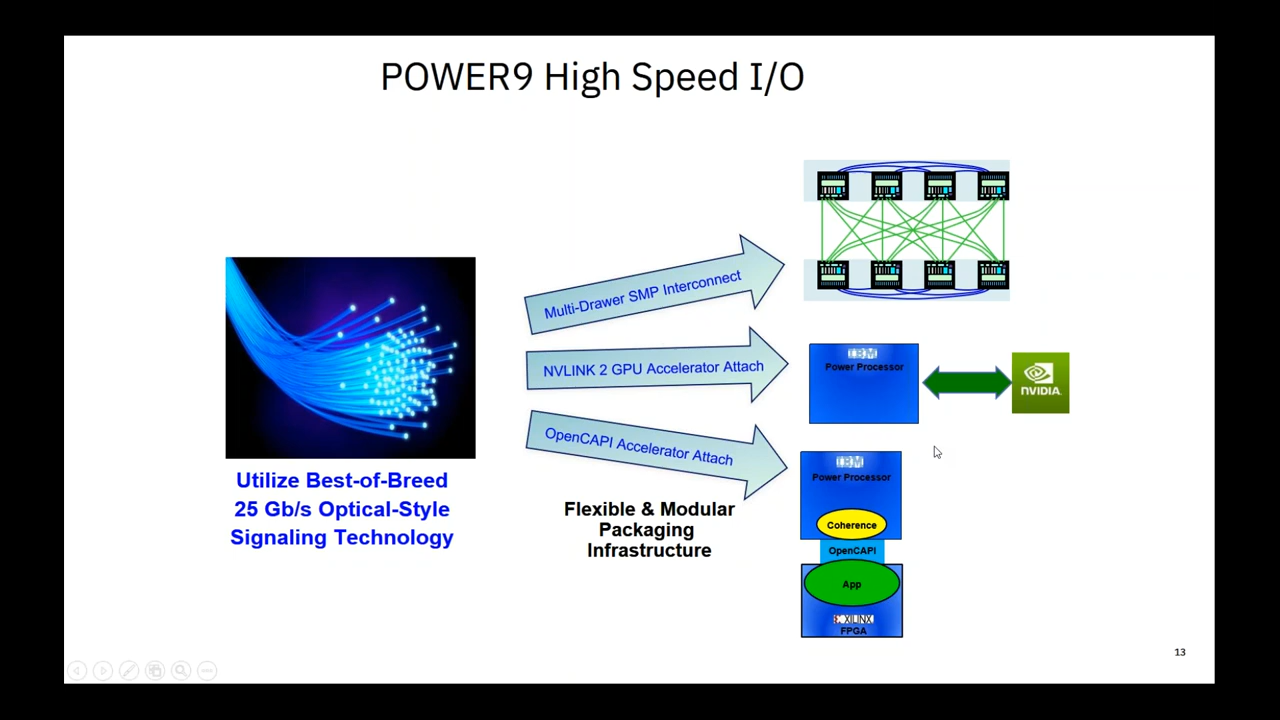 POWER9 High Speed I/O
Multi-Drawer SMP Interconnect
NVLINK 2 GPU Accelerator Attach
OpenCAPI Accelerator Attach
Utilize Best-of-Breed
25 Gb/s Optical-Style
Signaling Technology
Flexible & Modular
Packaging
Infrastructure
IBM
Power Processor
NVIDIA.
IBM
Power Processor
Coherence
OpenCAPI
App
XILINX
FPGA
13